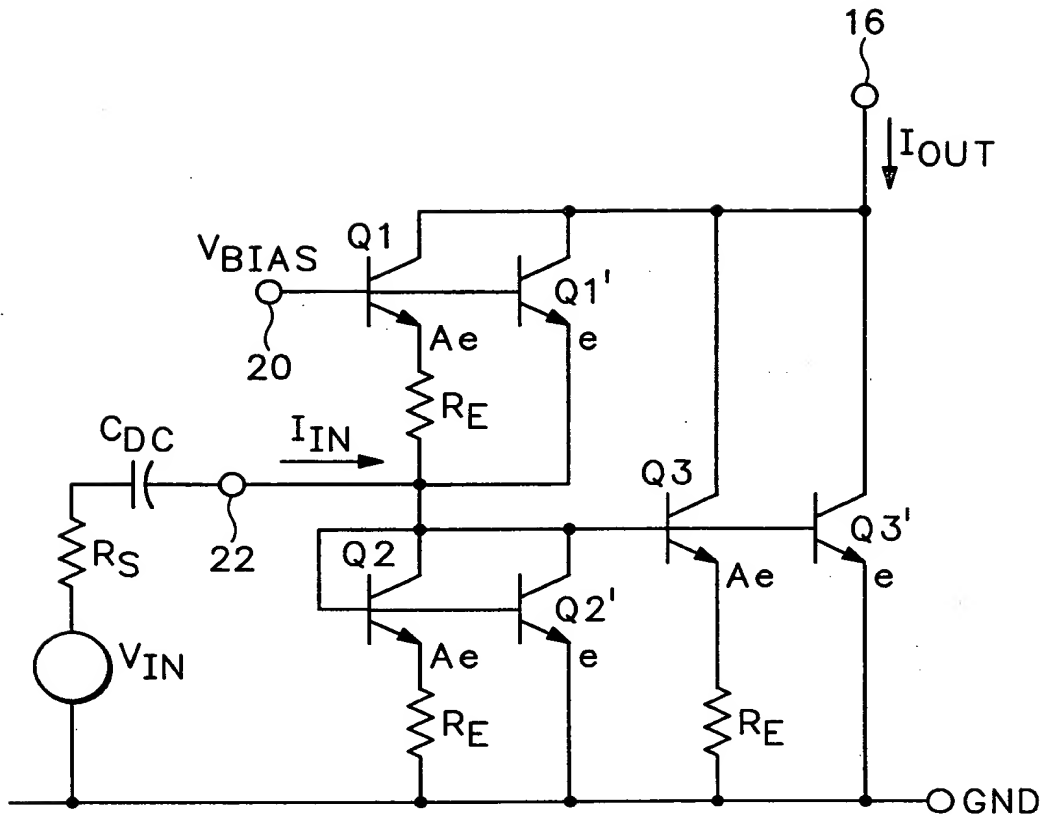 16
IOUT
Q1
VBIAS
Q1'
Ae
e
20
RE
CDC
IIN
Q3
22
Q2
Q3'
RS
Ae
e
Q2'
Ae
e
VIN
RE
RE
GND